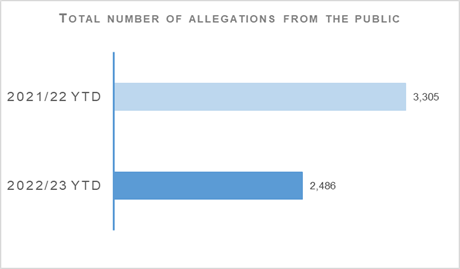 TOTAL NUMBER OF ALLEGATIONS FROM THE PUBLIC
2021/22 YTD
3,305
2022/23 YTD
2,486